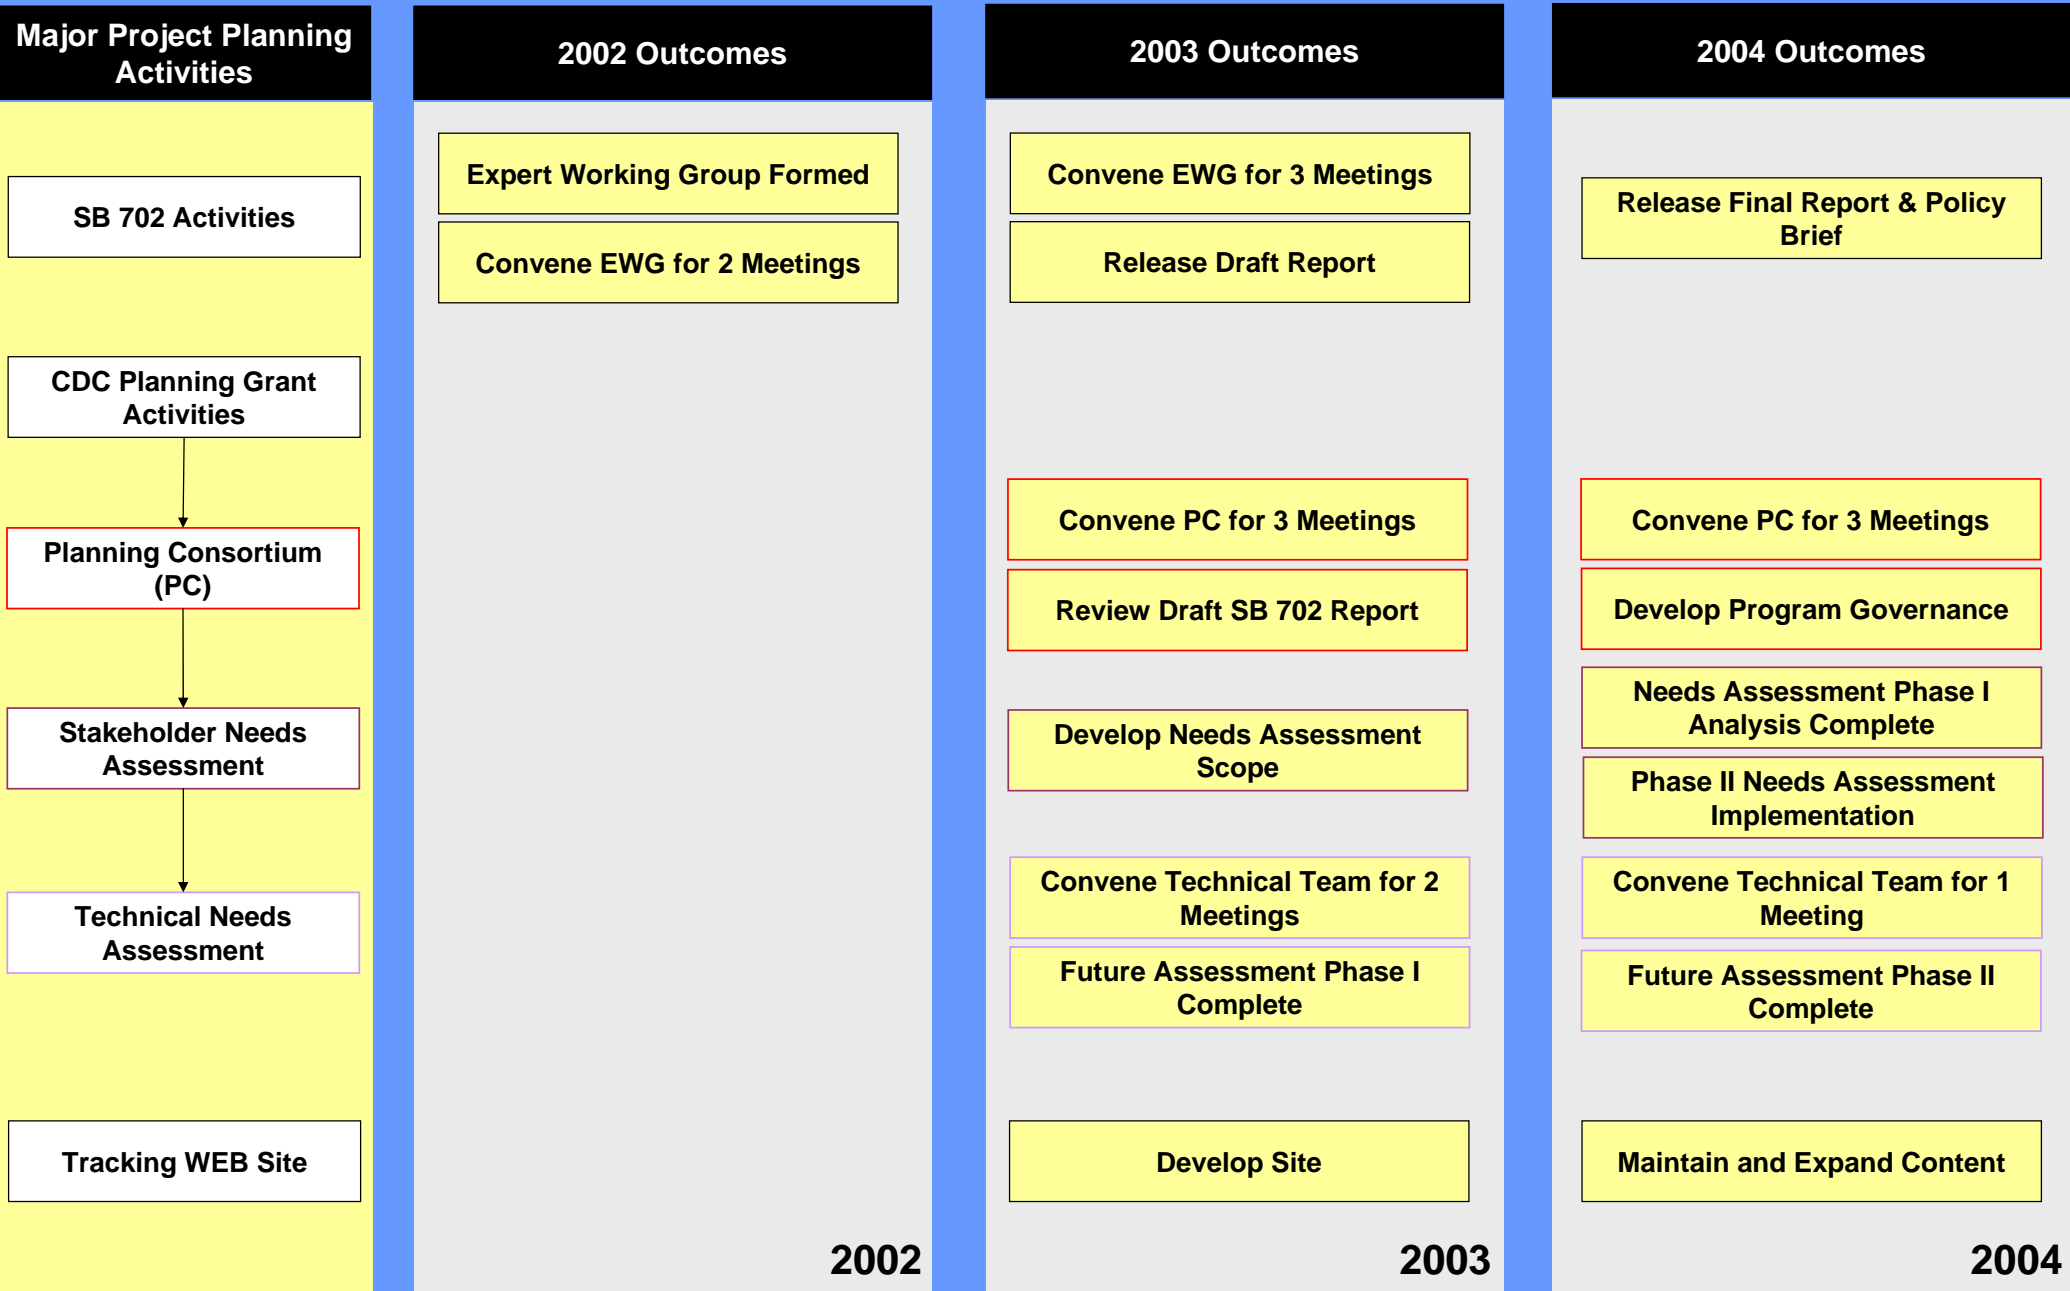 Major Project Planning
Activities
SB 702 Activities
CDC Planning Grant
Activities
Planning Consortium
(PC)
Stakeholder Needs
Assessment
Technical Needs
Assessment
Tracking WEB Site
2002 Outcomes
Expert Working Group Formed
Convene EWG for 2 Meetings
2002
2003 Outcomes
Convene EWG for 3 Meetings
Release Draft Report
Convene PC for 3 Meetings
Review Draft SB 702 Report
Develop Needs Assessment
Scope
Convene Technical Team for 2
Meetings
Future Assessment Phase I
Complete
Develop Site
2003
2004 Outcomes
Release Final Report & Policy
Brief
Convene PC for 3 Meetings
Develop Program Governance
Needs Assessment Phase I
Analysis Complete
Phase II Needs Assessment
Implementation
Convene Technical Team for 1
Meeting
Future Assessment Phase II
Complete
Maintain and Expand Content
2004